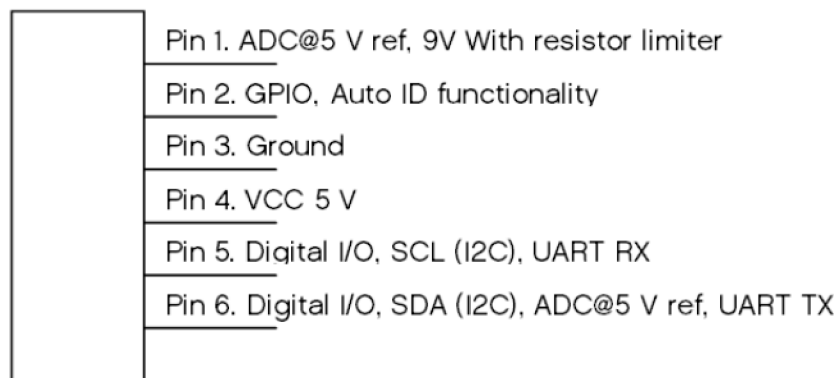 Pin 1. ADC@5 V ref, 9V With resistor limiter
Pin 2. GPIO, Auto ID functionality
Pin 3. Ground
Pin 4. VCC 5 V
Pin 5. Digital I/O, SCL (I2C), UART RX
Pin 6. Digital I/O, SDA (I2C), ADC@5 V ref, UART TX